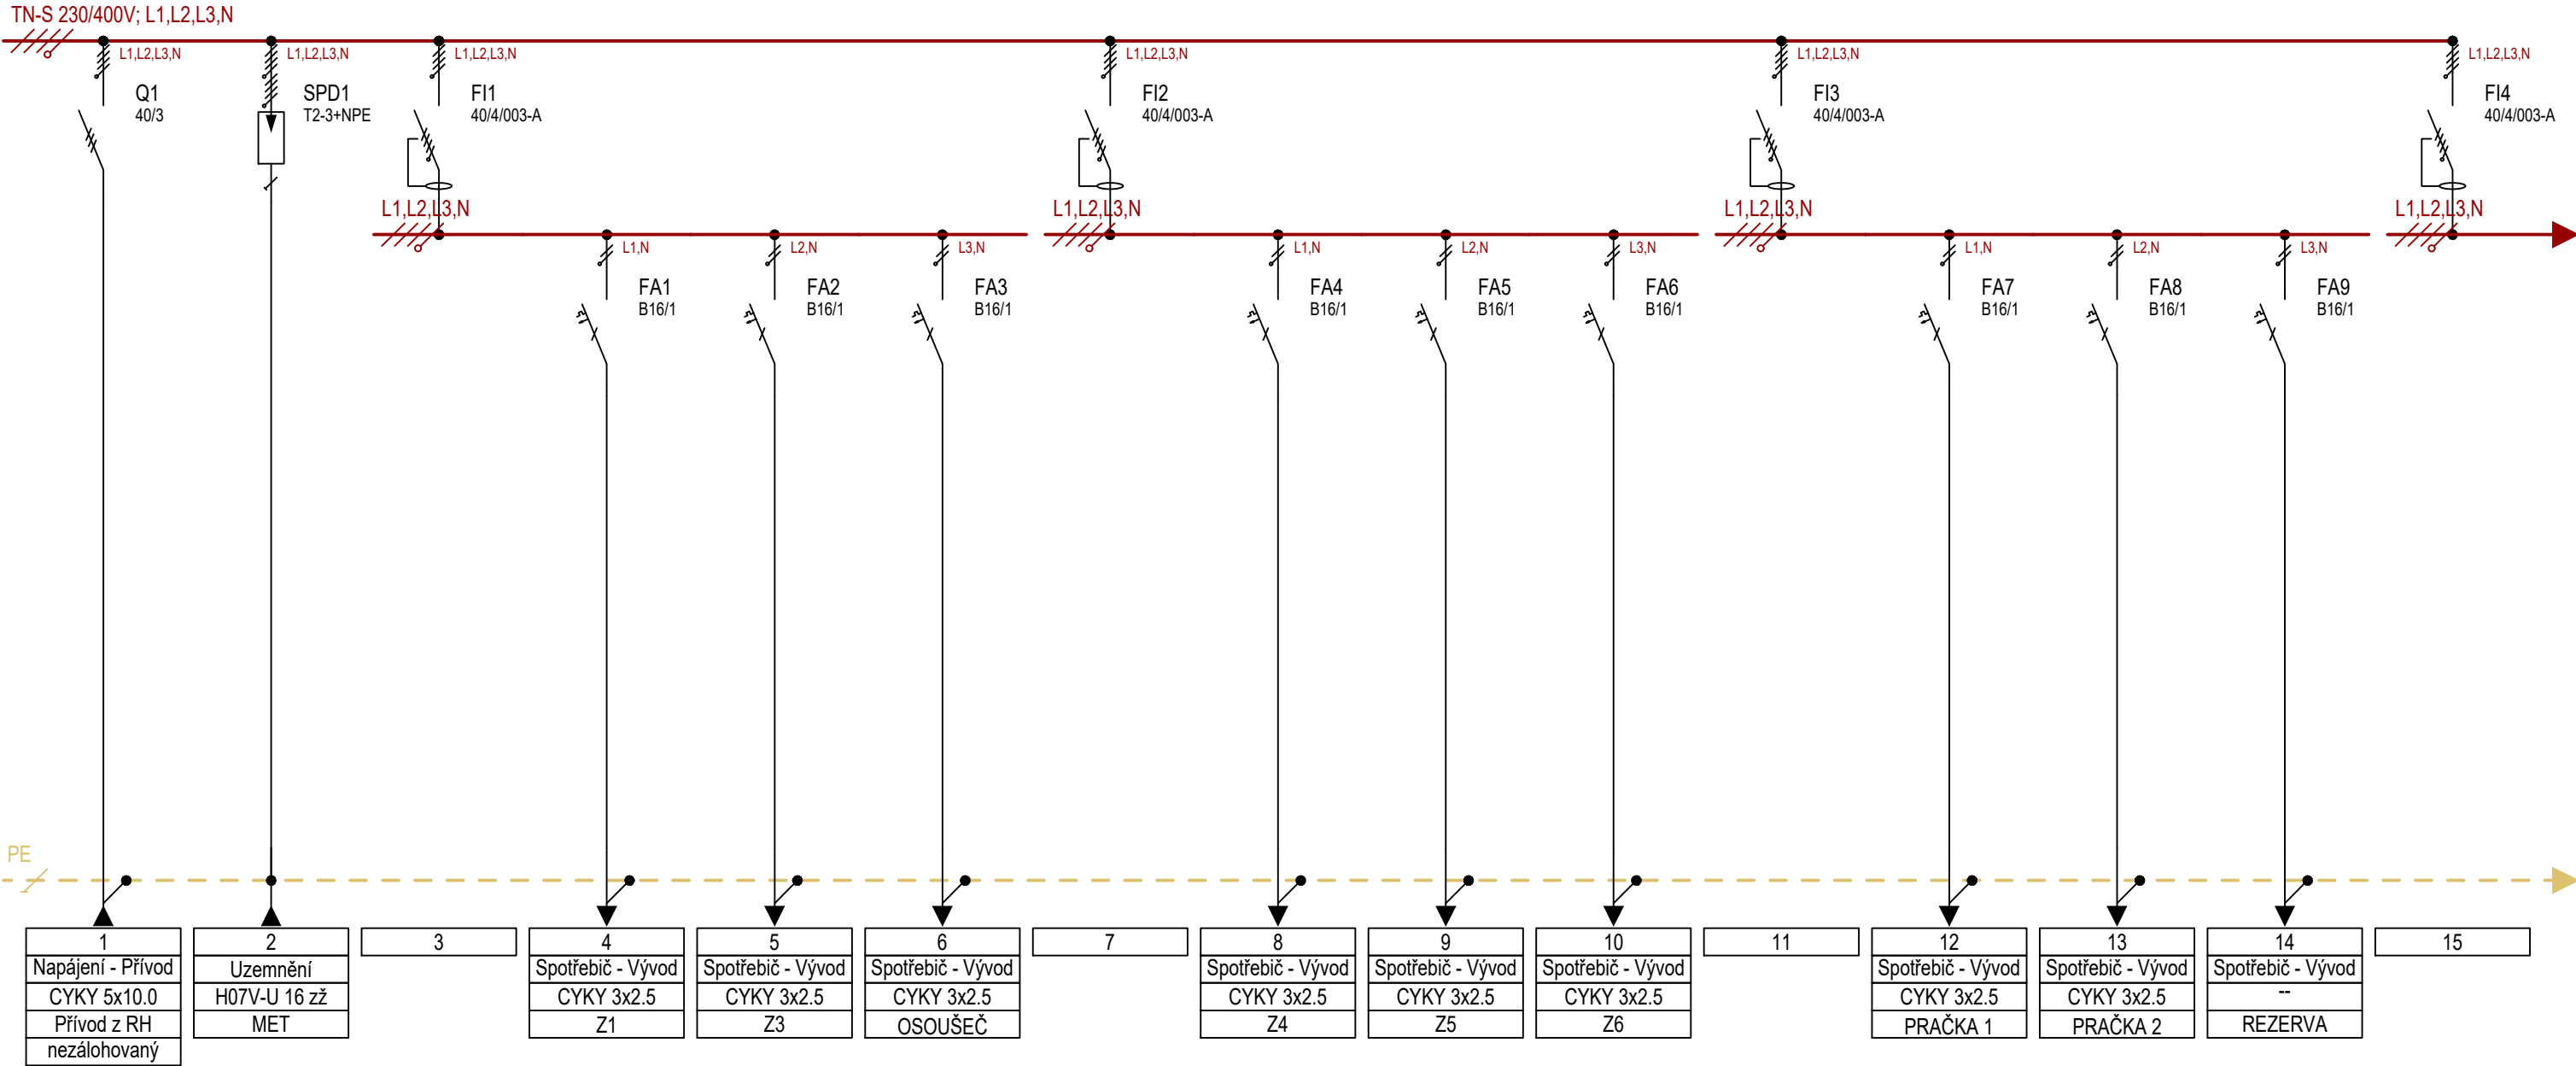 TN-S 230/400V; L1,L2,L3,N
L1,L2,L3,N
L1,L2,L3,N
L1,L2,L3,N
L1,L2,L3,N
L1,L2,L3,N
L1,L2,L3,N
Q1
40/3
SPD1
T2-3+NPE
FI1
40/4/003-A
FI2
40/4/003-A
FI3
40/4/003-A
FI4
40/4/003-A
L1,L2,L3,N
L1,L2,L3,N
L1,L2,L3,N
L1,L2,L3,N
L1,N
L2,N
L3,N
L1,N
L2,N
L3,N
L1,N
L2,N
L3,N
FA1
B16/1
FA2
B16/1
FA3
B16/1
FA4
B16/1
FA5
B16/1
FA6
B16/1
FA7
B16/1
FA8
B16/1
FA9
B16/1
PE
1
Napájení - Přívod
CYKY 5x10.0
Přívod z RH
nezálohovaný
2
Uzemnění
H07V-U 16 zž
MET
3
4
Spotřebič - Vývod
CYKY 3x2.5
Z1
5
Spotřebič - Vývod
CYKY 3x2.5
Z3
6
Spotřebič - Vývod
CYKY 3x2.5
OSOUŠEČ
7
8
Spotřebič - Vývod
CYKY 3x2.5
Z4
9
Spotřebič - Vývod
CYKY 3x2.5
Z5
10
Spotřebič - Vývod
CYKY 3x2.5
Z6
11
12
Spotřebič - Vývod
CYKY 3x2.5
PRAČKA 1
13
Spotřebič - Vývod
CYKY 3x2.5
PRAČKA 2
14
Spotřebič - Vývod
--
REZERVA
15